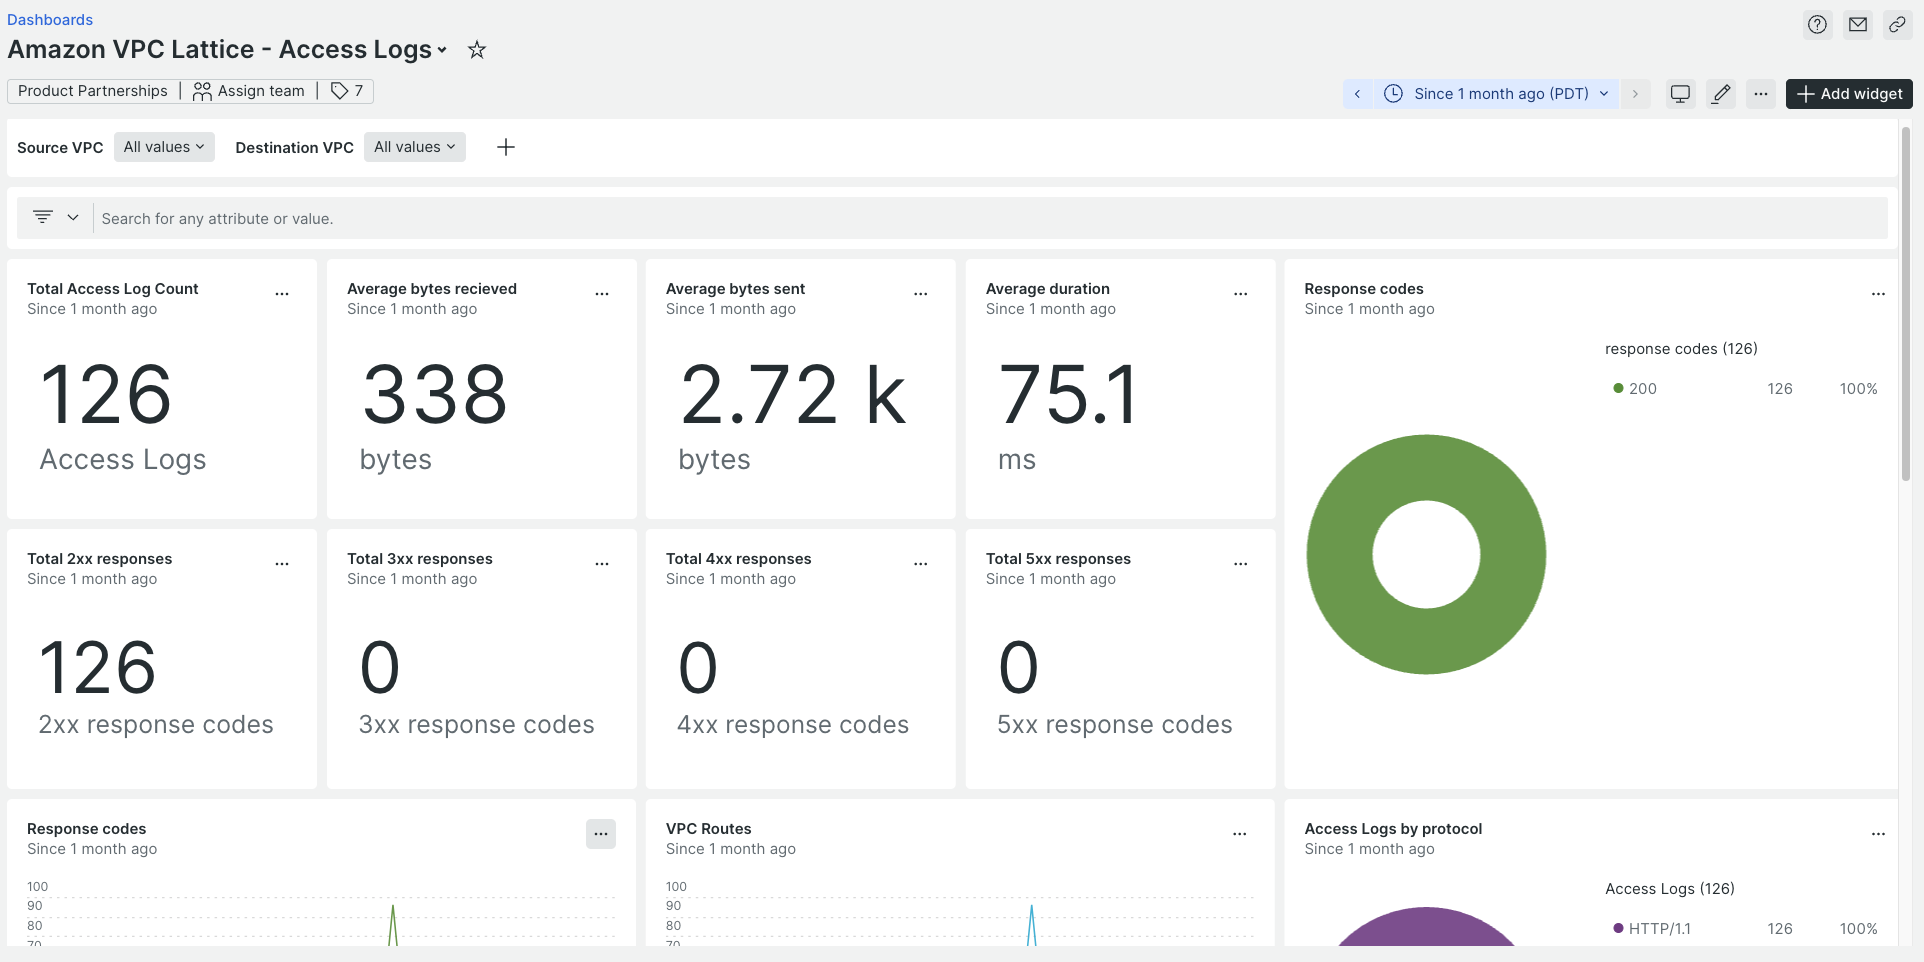 Dashboards
Amazon VPC Lattice - Access Logs
Product Partnerships | Assign team | 7
Since 1 month ago (PDT)
Add widget
Source VPC All values Destination VPC All values
Search for any attribute or value.
Total Access Log Count
Since 1 month ago
126
Access Logs
Average bytes recieved
Since 1 month ago
338
bytes
Average bytes sent
Since 1 month ago
2.72 k
bytes
Average duration
Since 1 month ago
75.1
ms
Response codes
Since 1 month ago
response codes (126)
200 126 100%
Total 2xx responses
Since 1 month ago
126
2xx response codes
Total 3xx responses
Since 1 month ago
0
3xx response codes
Total 4xx responses
Since 1 month ago
0
4xx response codes
Total 5xx responses
Since 1 month ago
0
5xx response codes
Response codes
Since 1 month ago
100
90
80
70
VPC Routes
Since 1 month ago
100
90
80
70
Access Logs by protocol
Since 1 month ago
Access Logs (126)
HTTP/1.1 126 100%